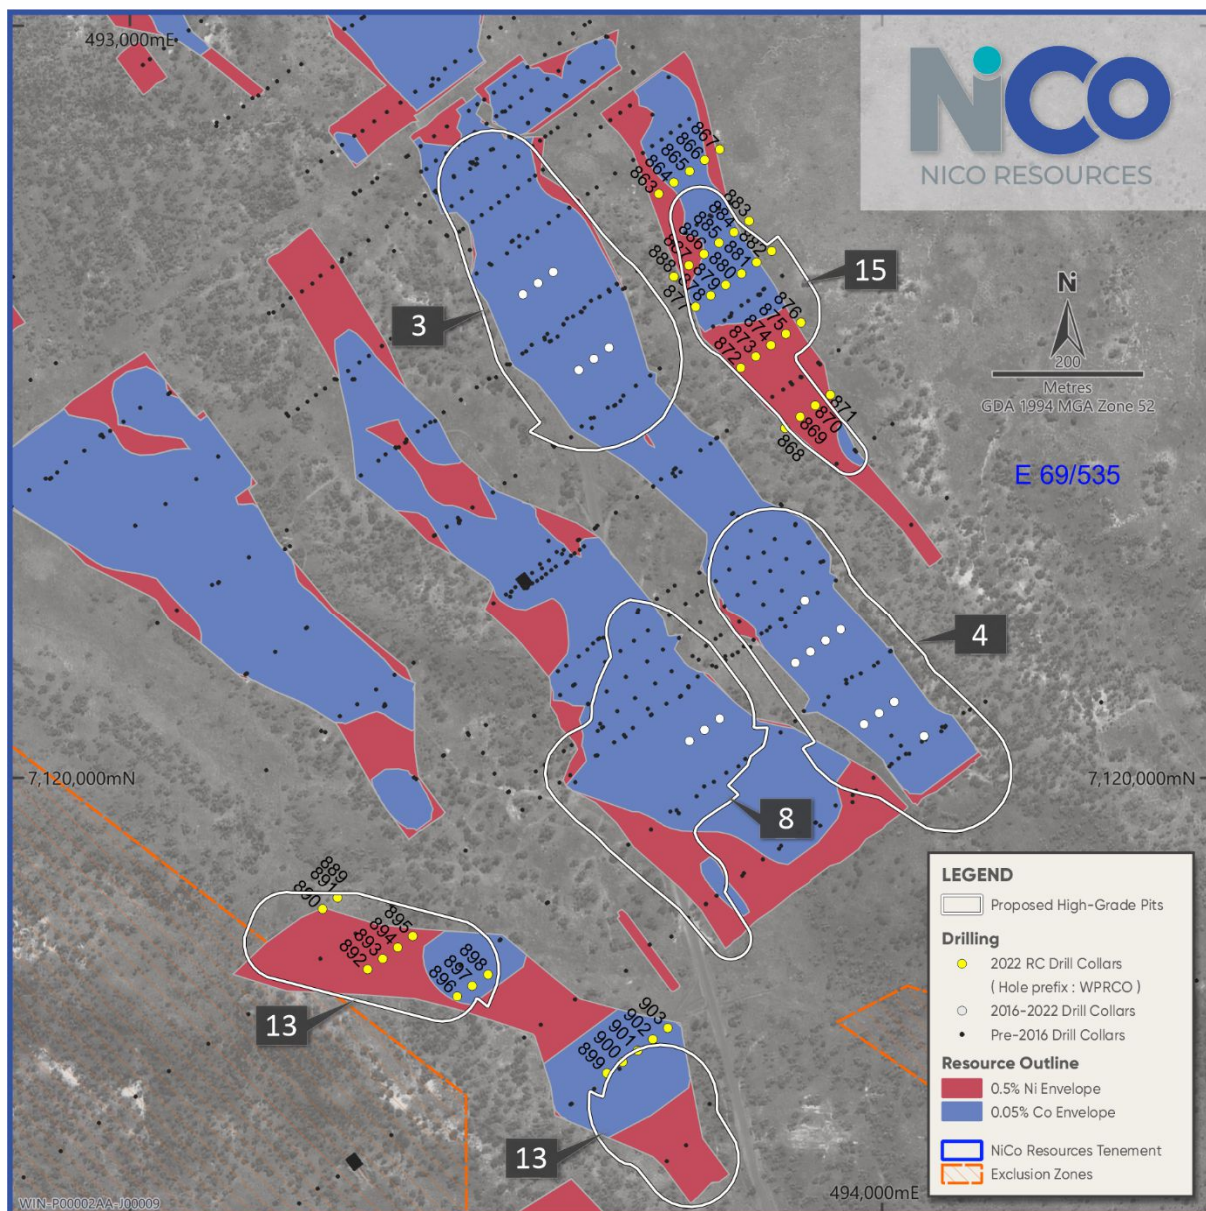 493,000mE
NiCo
NICO RESOURCES
867
866
865
864
863
883
884
885
886
887
888
882
881
880
879
878
877
15
3
876
875
874
873
872
871
870
869
868
N
200
Metres
GDA 1994 MGA Zone 52
E 69/535
4
7,120,000mN
7,120,000mN
8
889
891
890
895
894
893
892
898
897
896
13
903
902
901
900
899
13
LEGEND
Proposed High-Grade Pits
Drilling
2022 RC Drill Collars
( Hole prefix : WPRCO )
2016-2022 Drill Collars
Pre-2016 Drill Collars
Resource Outline
0.5% Ni Envelope
0.05% Co Envelope
NiCo Resources Tenement
Exclusion Zones
494,000mE
WIN-P00002AA-J00009